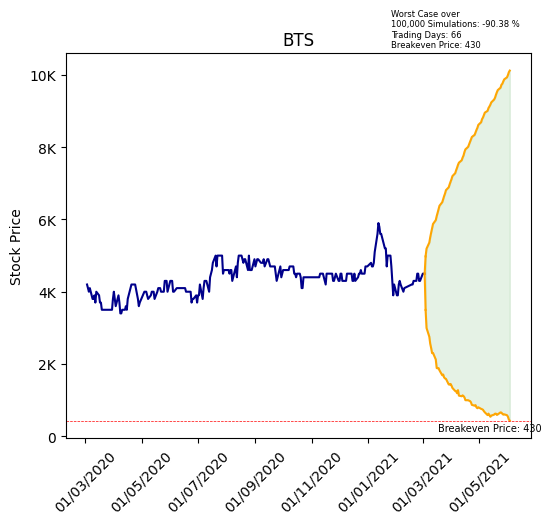 Worst Case over
100,000 Simulations: -90.38 %
Trading Days: 66
Breakeven Price: 430
BTS
Stock Price
10K
8K
6K
4K
2K
0
Breakeven Price: 430
01/03/2020
01/05/2020
01/07/2020
01/09/2020
01/11/2020
01/01/2021
01/03/2021
01/05/2021